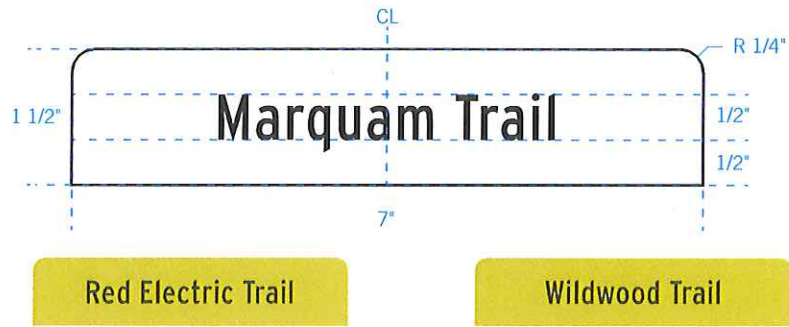 CL
R 1/4"
1 1/2"
Marquam Trail
1/2"
1/2"
7"
Red Electric Trail
Wildwood Trail